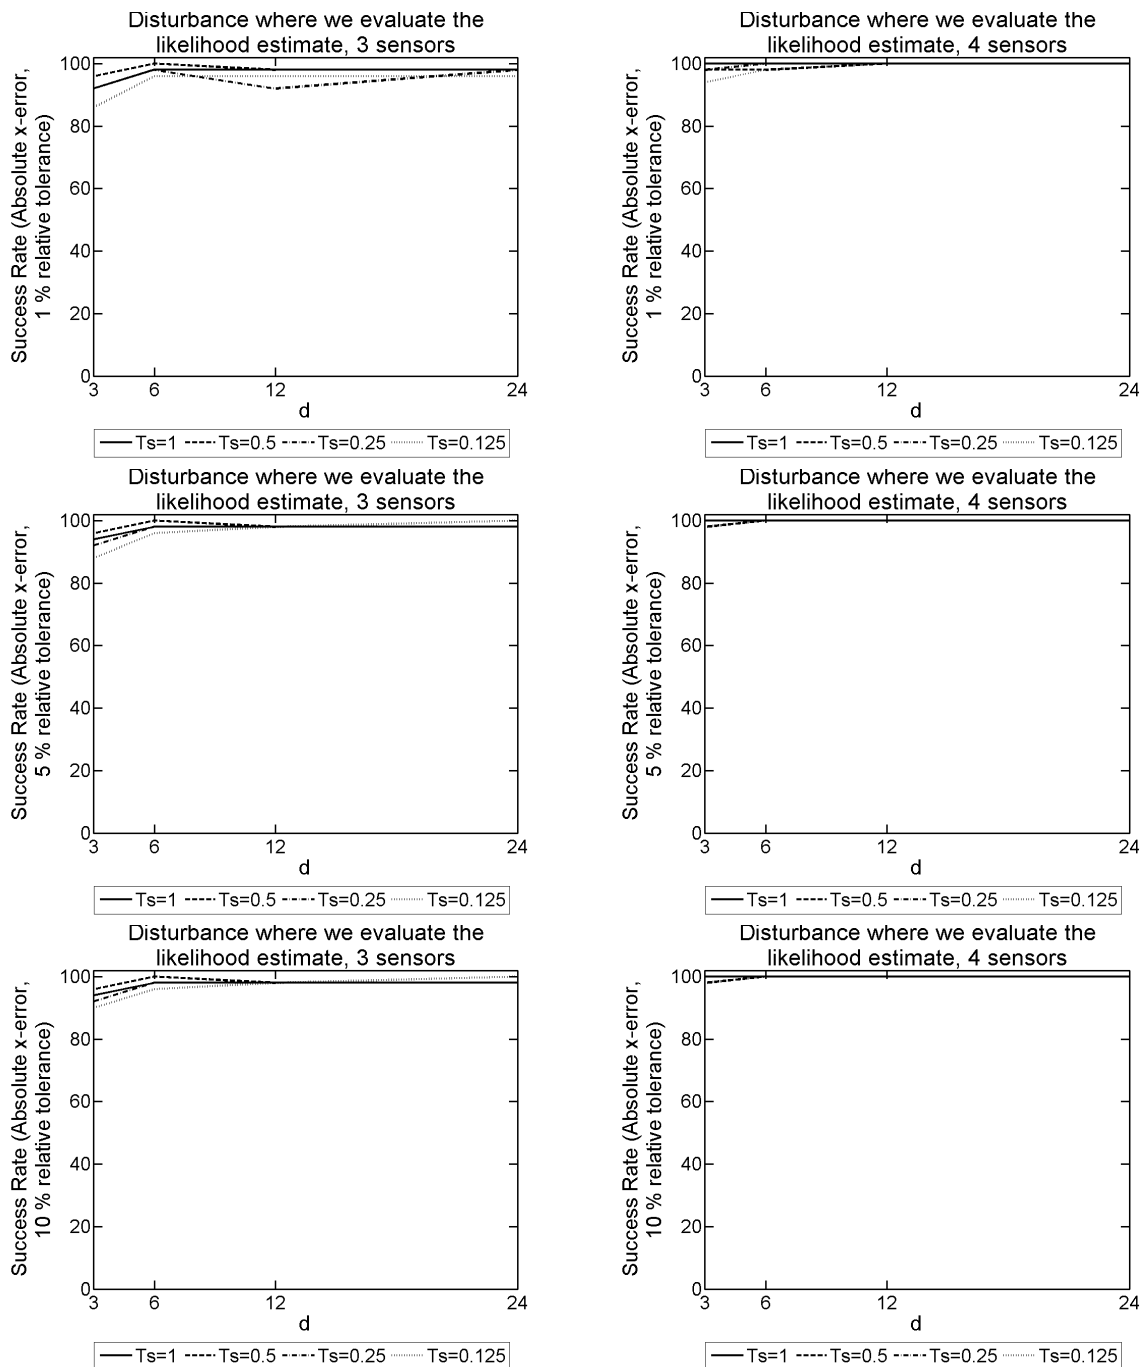 Disturbance where we evaluate the
likelihood estimate, 3 sensors
Success Rate (Absolute x-error,
1 % relative tolerance)
100
80
60
40
20
0
3 6 12 24
d
Ts=1 Ts=0.5 Ts=0.25 Ts=0.125
Disturbance where we evaluate the
likelihood estimate, 4 sensors
Success Rate (Absolute x-error,
1 % relative tolerance)
100
80
60
40
20
0
3 6 12 24
d
Ts=1 Ts=0.5 Ts=0.25 Ts=0.125
Disturbance where we evaluate the
likelihood estimate, 3 sensors
Success Rate (Absolute x-error,
5 % relative tolerance)
100
80
60
40
20
0
3 6 12 24
d
Ts=1 Ts=0.5 Ts=0.25 Ts=0.125
Disturbance where we evaluate the
likelihood estimate, 4 sensors
Success Rate (Absolute x-error,
5 % relative tolerance)
100
80
60
40
20
0
3 6 12 24
d
Ts=1 Ts=0.5 Ts=0.25 Ts=0.125
Disturbance where we evaluate the
likelihood estimate, 3 sensors
Success Rate (Absolute x-error,
10 % relative tolerance)
100
80
60
40
20
0
3 6 12 24
d
Ts=1 Ts=0.5 Ts=0.25 Ts=0.125
Disturbance where we evaluate the
likelihood estimate, 4 sensors
Success Rate (Absolute x-error,
10 % relative tolerance)
100
80
60
40
20
0
3 6 12 24
d
Ts=1 Ts=0.5 Ts=0.25 Ts=0.125